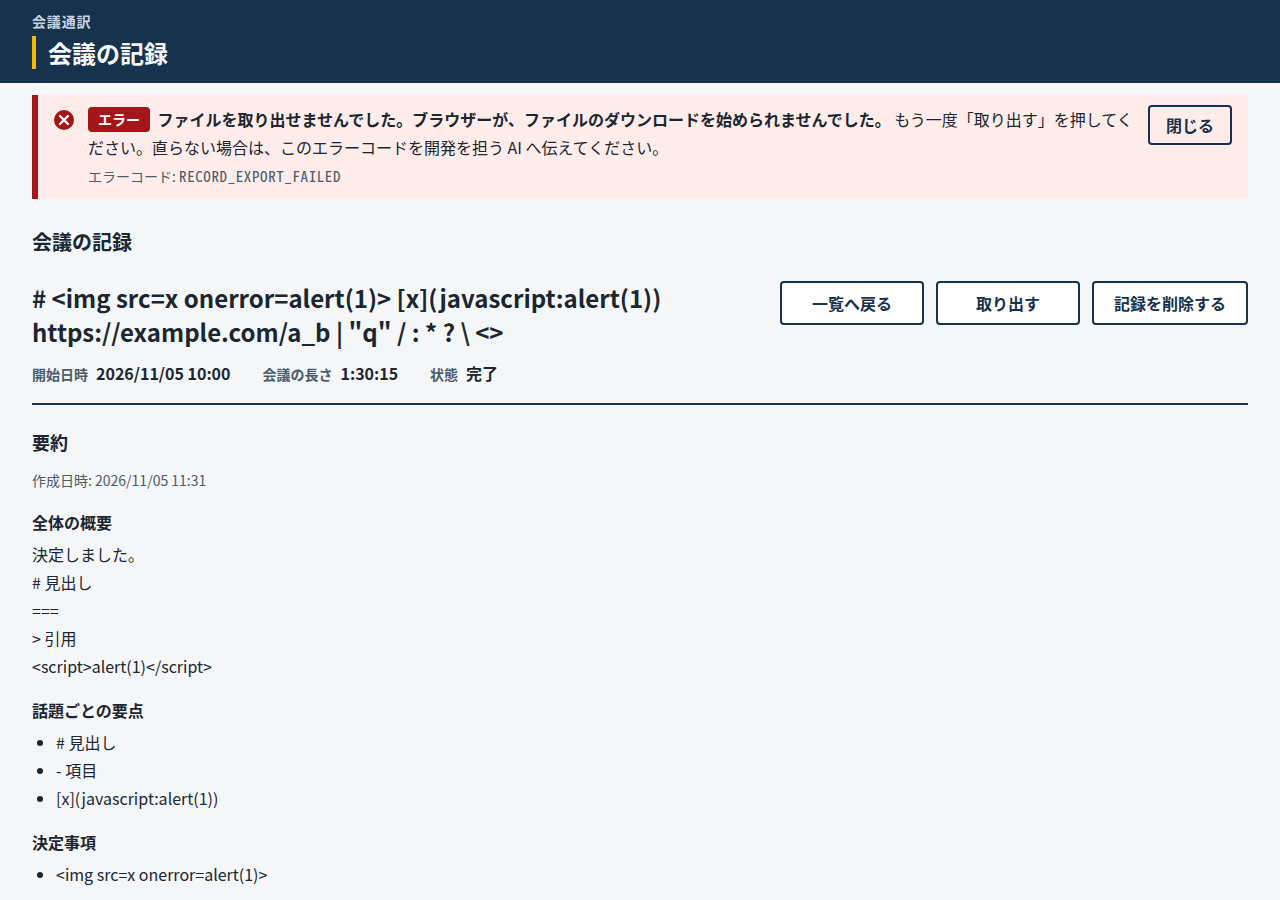 会議通訳
会議の記録
エラー ファイルを取り出せませんでした。ブラウザーが、ファイルのダウンロードを始められませんでした。 もう一度「取り出す」を押してく
ださい。直らない場合は、このエラーコードを開発を担う AI へ伝えてください。
エラーコード: RECORD_EXPORT_FAILED
閉じる
会議の記録
# <img src=x onerror=alert(1)> [x](javascript:alert(1))
https://example.com/a_b | "q" / : * ? \ <>
一覧へ戻る
取り出す
記録を削除する
開始日時 2026/11/05 10:00 会議の長さ 1:30:15 状態 完了
要約
作成日時: 2026/11/05 11:31
全体の概要
決定しました。
# 見出し
===
> 引用
<script>alert(1)</script>
話題ごとの要点
# 見出し
- 項目
[x](javascript:alert(1))
決定事項
<img src=x onerror=alert(1)>